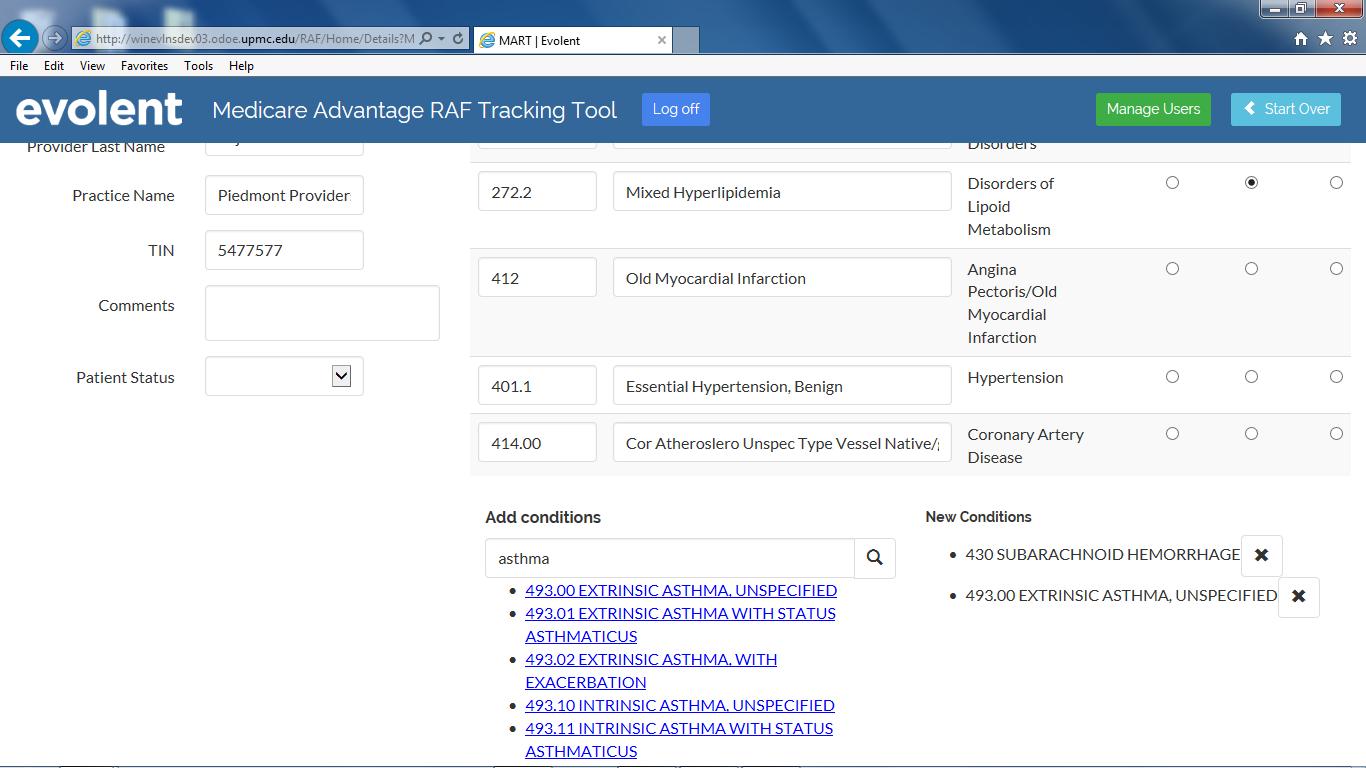 http://winevlnsdev03.odoe.upmc.edu/RAF/Home/Details?M
MART | Evolent
File Edit View Favorites Tools Help
evolent
Medicare Advantage RAF Tracking Tool
Log off
Manage Users
Start Over
Provider Last Name
Practice Name
Piedmont Provider
TIN
5477577
Comments
Patient Status
Disorders
272.2
Mixed Hyperlipidemia
Disorders of
Lipoid
Metabolism
412
Old Myocardial Infarction
Angina
Pectoris/Old
Myocardial
Infarction
401.1
Essential Hypertension, Benign
Hypertension
414.00
Cor Atheroslero Unspec Type Vessel Native/
Coronary Artery
Disease
Add conditions
asthma
493.00 EXTRINSIC ASTHMA, UNSPECIFIED
493.01 EXTRINSIC ASTHMA WITH STATUS
ASTHMATICUS
493.02 EXTRINSIC ASTHMA, WITH
EXACERBATION
493.10 INTRINSIC ASTHMA, UNSPECIFIED
493.11 INTRINSIC ASTHMA WITH STATUS
ASTHMATICUS
New Conditions
430 SUBARACHNOID HEMORRHAGE
493.00 EXTRINSIC ASTHMA, UNSPECIFIED